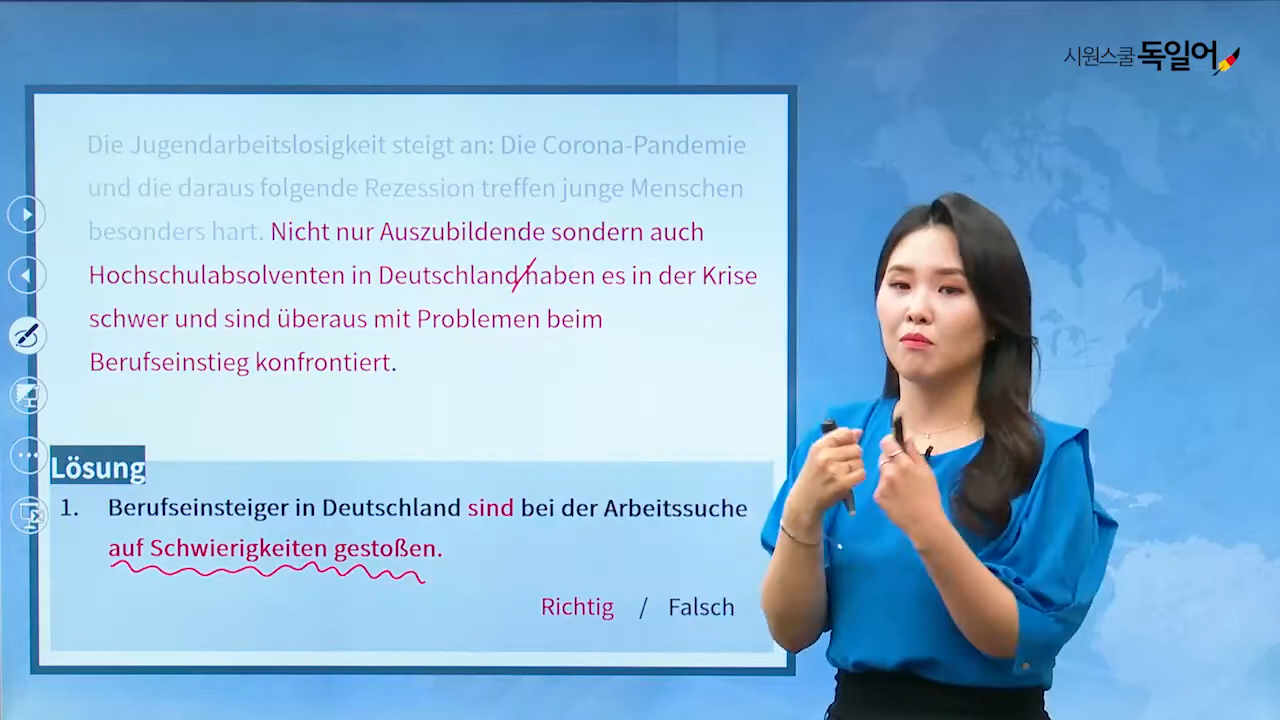 시원스쿨 독일어
Die Jugendarbeitslosigkeit steigt an: Die Corona-Pandemie
und die daraus folgende Rezession treffen junge Menschen
besonders hart. Nicht nur Auszubildende sondern auch
Hochschulabsolventen in Deutschland/haben es in der Krise
schwer und sind überaus mit Problemen beim
Berufseinstieg konfrontiert.
Lösung
1. Berufseinsteiger in Deutschland sind bei der Arbeitssuche
auf Schwierigkeiten gestoßen.
Richtig / Falsch